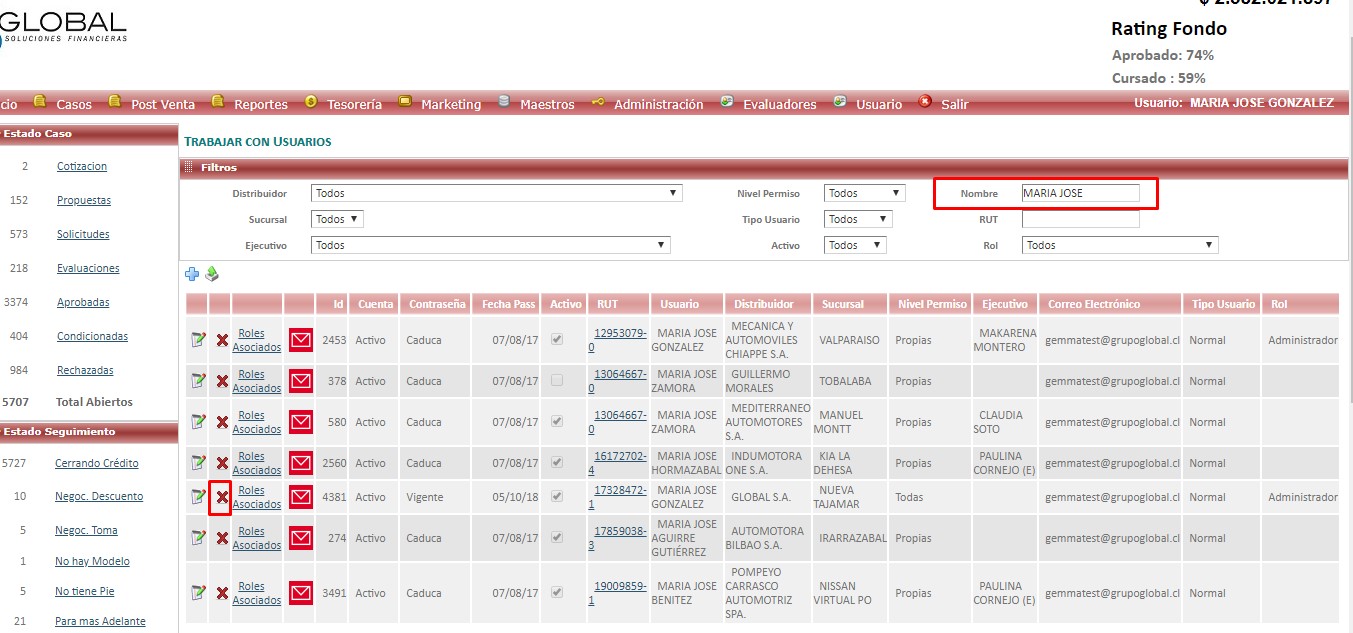 GLOBAL
SOLUCIONES FINANCIERAS
Rating Fondo
Aprobado: 74%
Cursado : 59%
cio Casos Post Venta Reportes Tesorería Marketing Maestros Administración Evaluadores Usuario Salir Usuario: MARIA JOSE GONZALEZ
Estado Caso
2 Cotizacion
152 Propuestas
573 Solicitudes
218 Evaluaciones
3374 Aprobadas
404 Condicionadas
984 Rechazadas
5707 Total Abiertos
Estado Seguimiento
5727 Cerrando Crédito
10 Negoc. Descuento
5 Negoc. Toma
1 No hay Modelo
5 No tiene Pie
21 Para mas Adelante
TRABAJAR CON USUARIOS
Filtros
Distribuidor Todos Nivel Permiso Todos Nombre MARIA JOSE
Sucursal Todos Tipo Usuario Todos RUT
Ejecutivo Todos Activo Todos Rol Todos
Id Cuenta Contraseña Fecha Pass Activo RUT Usuario Distribuidor Sucursal Nivel Permiso Ejecutivo Correo Electrónico Tipo Usuario Rol
Roles Asociados 2453 Activo Caduca 07/08/17 12953079-0 MARIA JOSE GONZALEZ MECANICA Y AUTOMOVILES CHIAPPE S.A. VALPARAISO Propias MAKARENA MONTERO gemmatest@grupoglobal.cl Normal Administrador
Roles Asociados 378 Activo Caduca 07/08/17 13064667-0 MARIA JOSE ZAMORA GUILLERMO MORALES TOBALABA Propias gemmatest@grupoglobal.cl Normal
Roles Asociados 580 Activo Caduca 07/08/17 13064667-0 MARIA JOSE ZAMORA MEDITERRANEO AUTOMOTORES S.A. MANUEL MONTT Propias CLAUDIA SOTO gemmatest@grupoglobal.cl Normal
Roles Asociados 2560 Activo Caduca 07/08/17 16172702-4 MARIA JOSE HORMAZABAL INDUMOTORA ONE S.A. KIA LA DEHESA Propias PAULINA CORNEJO (E) gemmatest@grupoglobal.cl Normal
Roles Asociados 4381 Activo Vigente 05/10/18 17328472-1 MARIA JOSE GONZALEZ GLOBAL S.A. NUEVA TAJAMAR Todas gemmatest@grupoglobal.cl Normal Administrador
Roles Asociados 274 Activo Caduca 07/08/17 17859038-3 MARIA JOSE AGUIRRE GUTIÉRREZ AUTOMOTORA BILBAO S.A. IRARRAZABAL Propias gemmatest@grupoglobal.cl Normal
Roles Asociados 3491 Activo Caduca 07/08/17 19009859-1 MARIA JOSE BENITEZ POMPEYO CARRASCO AUTOMOTRIZ SPA. NISSAN VIRTUAL PO Propias PAULINA CORNEJO (E) gemmatest@grupoglobal.cl Normal